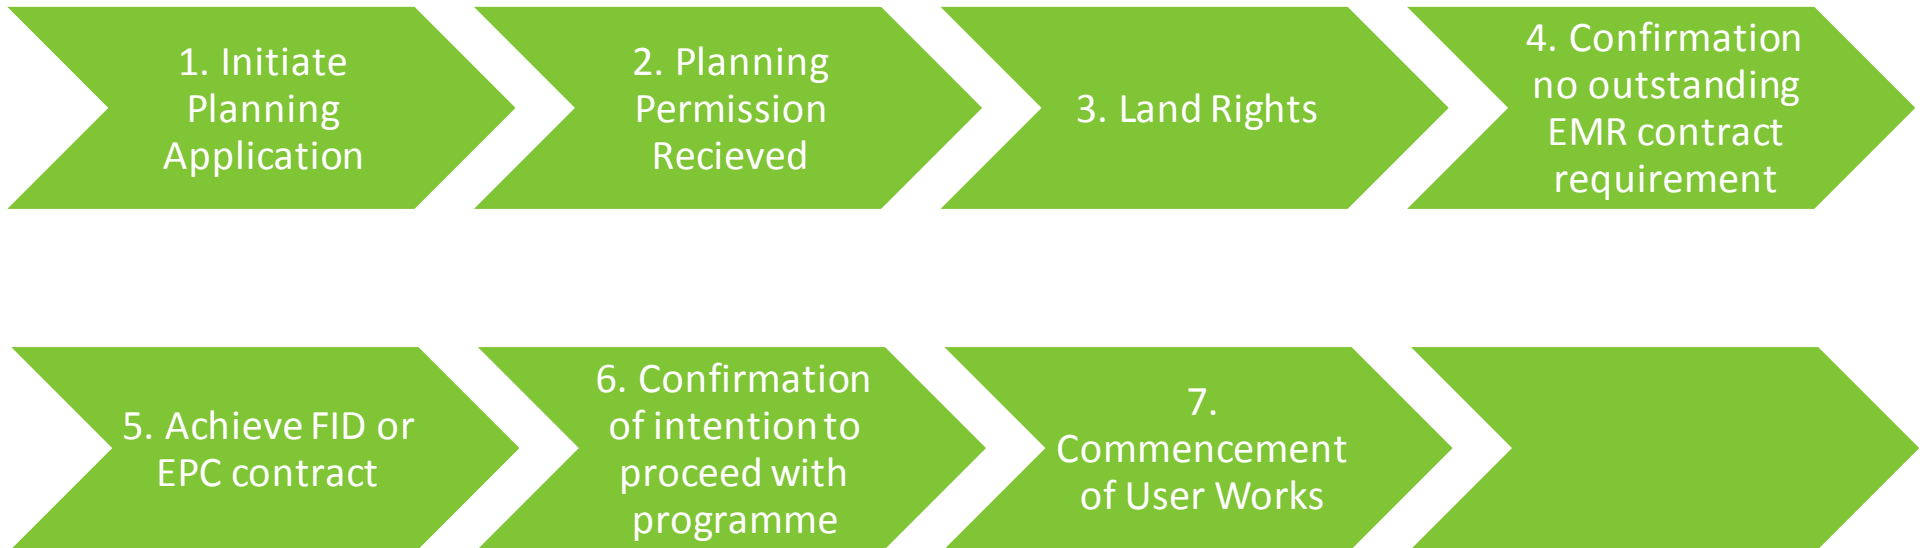 1. Initiate
Planning
Application
2. Planning
Permission
Recieved
3. Land Rights
4. Confirmation
no outstanding
EMR contract
requirement
5. Achieve FID or
EPC contract
6. Confirmation
of intention to
proceed with
programme
7.
Commencement
of User Works